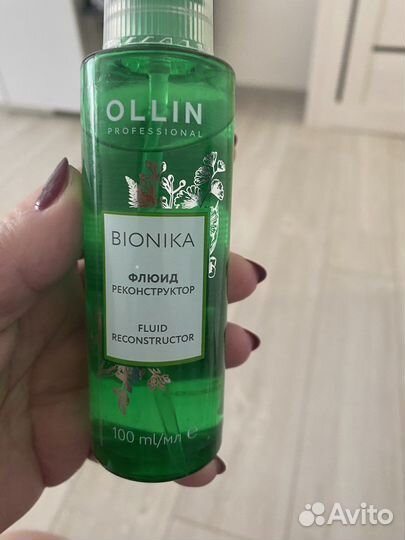 OLLIN
PROFESSIONAL
BIONIKA
ФЛЮИД
РЕКОНСТРУКТОР
FLUID
RECONSTRUCTOR
100 ml/мл ℮
Avito